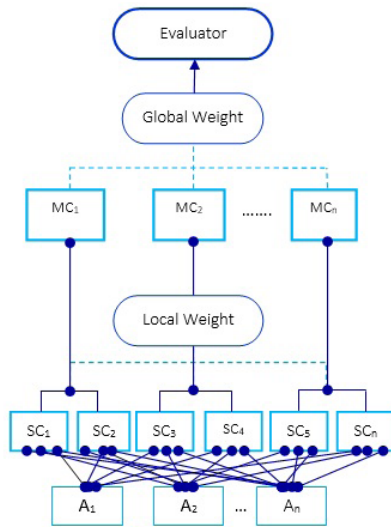 Evaluator
Global Weight
MC₁ MC₂ ....... MCₙ
Local Weight
SC₁ SC₂ SC₃ SC₄ SC₅ SCₙ
A₁ A₂ ... Aₙ